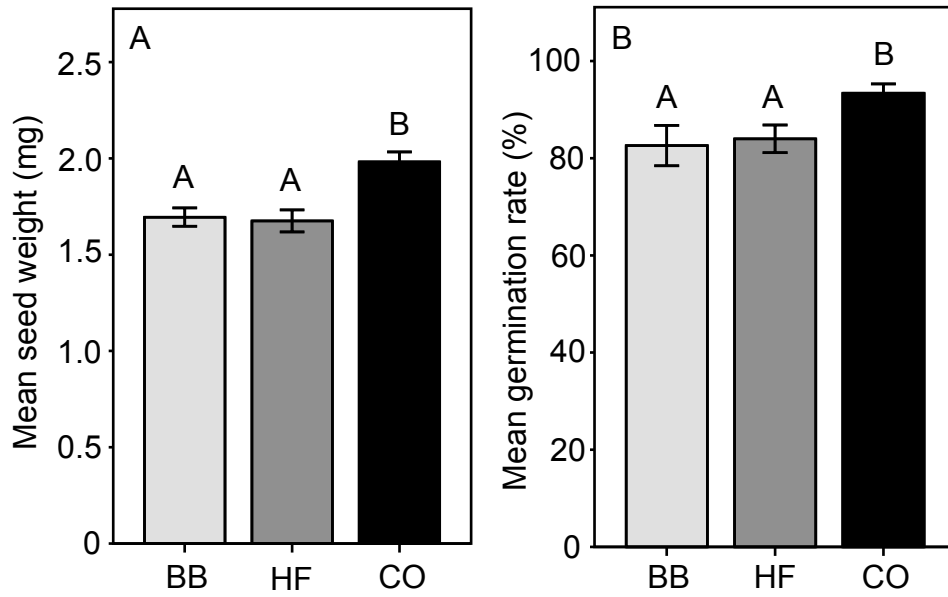 A
Mean seed weight (mg)
2.5
2.0
1.5
1.0
0.5
0
A
A
B
BB
HF
CO
B
Mean germination rate (%)
100
80
60
40
20
0
A
A
B
BB
HF
CO